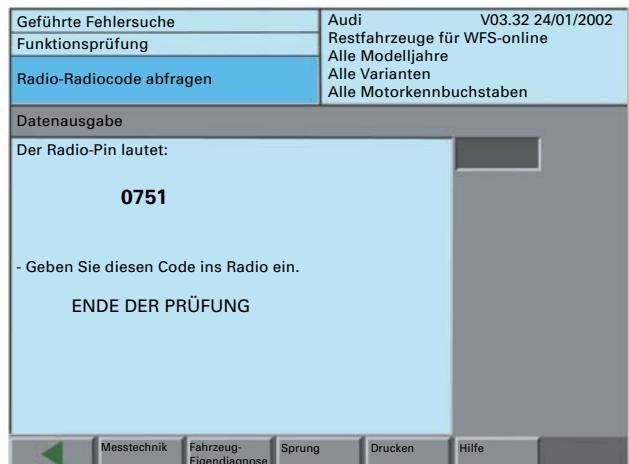 Geführte Fehlersuche
Funktionsprüfung
Radio-Radiocode abfragen
Audi V03.32 24/01/2002
Restfahrzeuge für WFS-online
Alle Modelljahre
Alle Varianten
Alle Motorkennbuchstaben
Datenausgabe
Der Radio-Pin lautet:
0751
- Geben Sie diesen Code ins Radio ein.
ENDE DER PRÜFUNG
Messtechnik
Fahrzeug-
Eigendiagnose
Sprung
Drucken
Hilfe